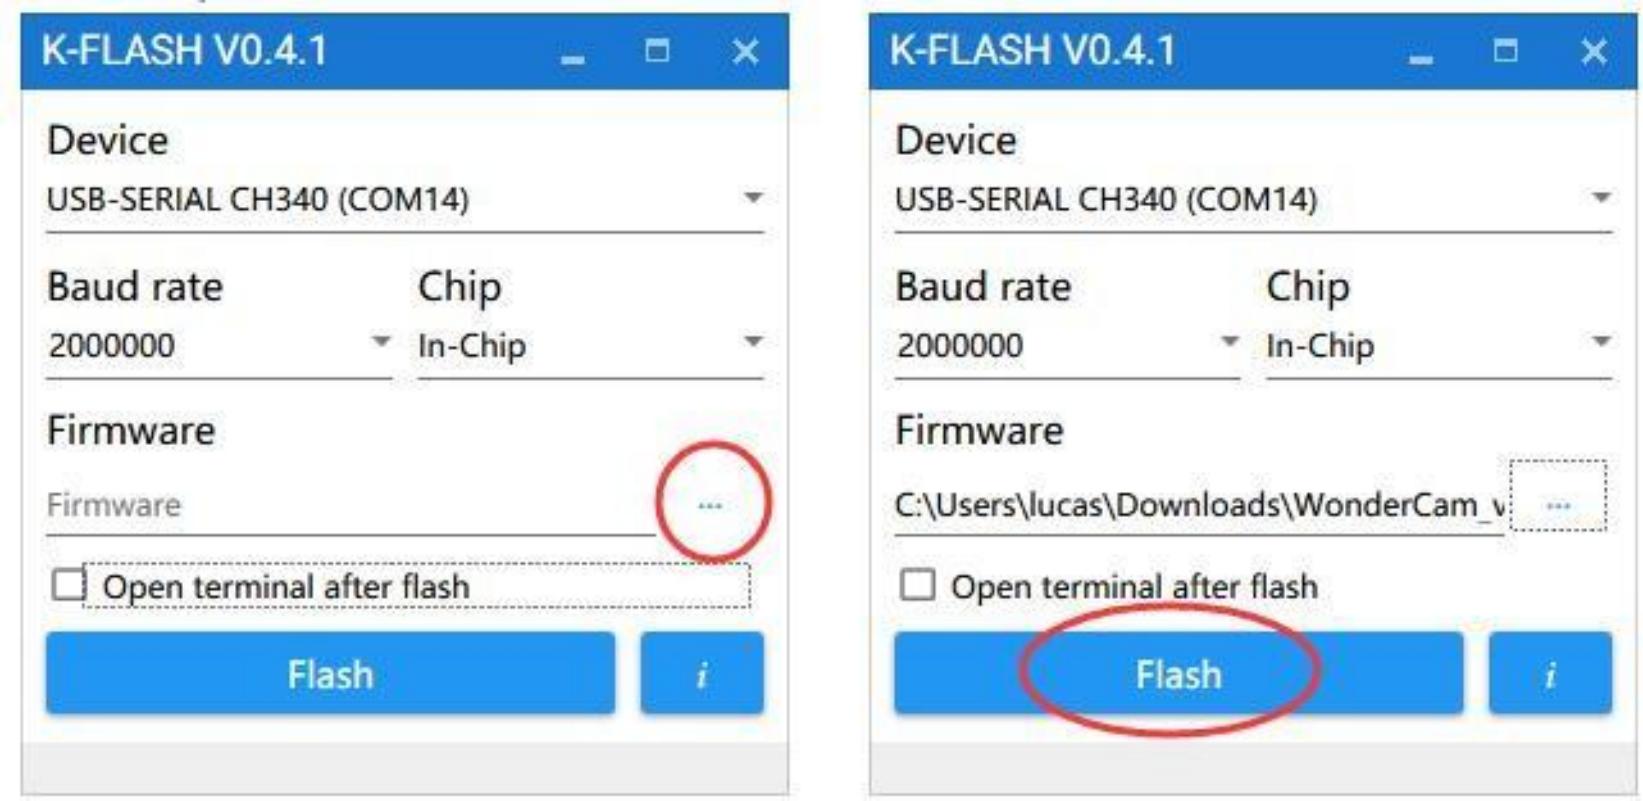 K-FLASH V0.4.1
Device
USB-SERIAL CH340 (COM14)
Baud rate Chip
2000000 In-Chip
Firmware
Firmware ...
Open terminal after flash
Flash i
K-FLASH V0.4.1
Device
USB-SERIAL CH340 (COM14)
Baud rate Chip
2000000 In-Chip
Firmware
C:\Users\lucas\Downloads\WonderCam_v ...
Open terminal after flash
Flash i